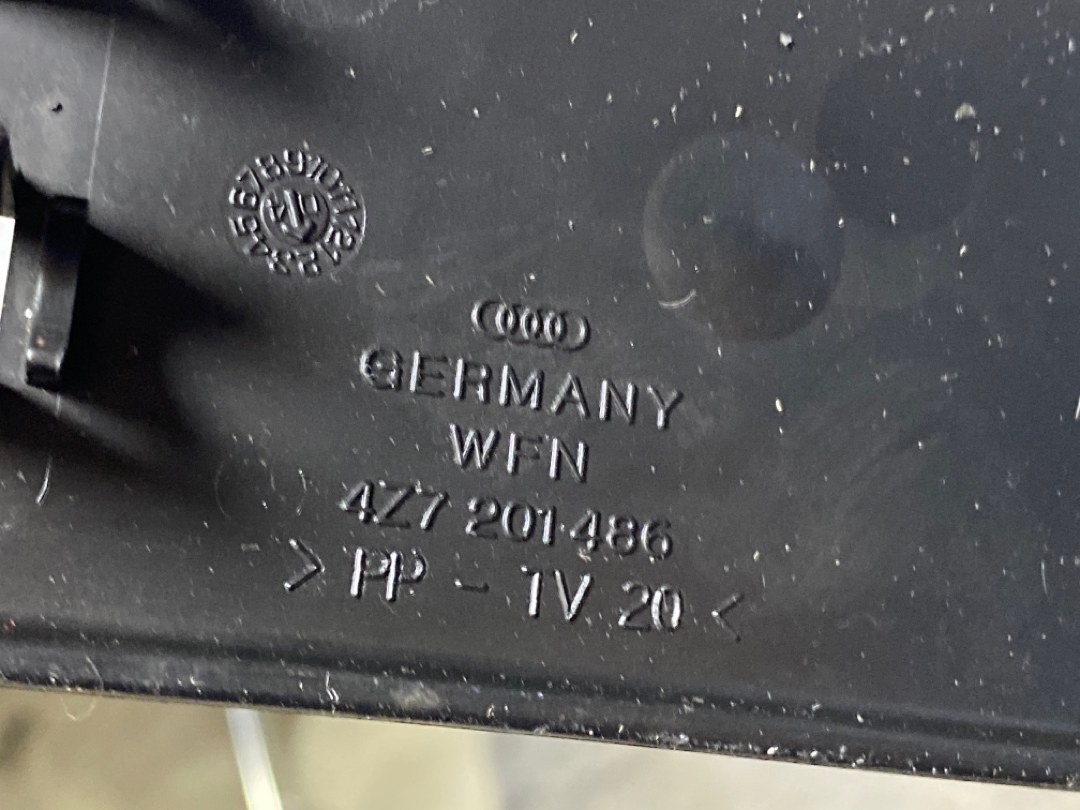 GERMANY
WFN
4Z7 201 486
> PP - TV 20 <